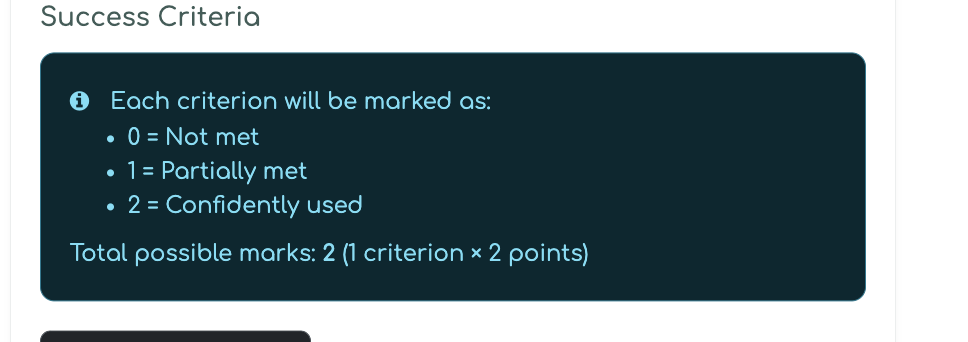 Success Criteria
Each criterion will be marked as:
• 0 = Not met
• 1 = Partially met
• 2 = Confidently used
Total possible marks: 2 (1 criterion × 2 points)